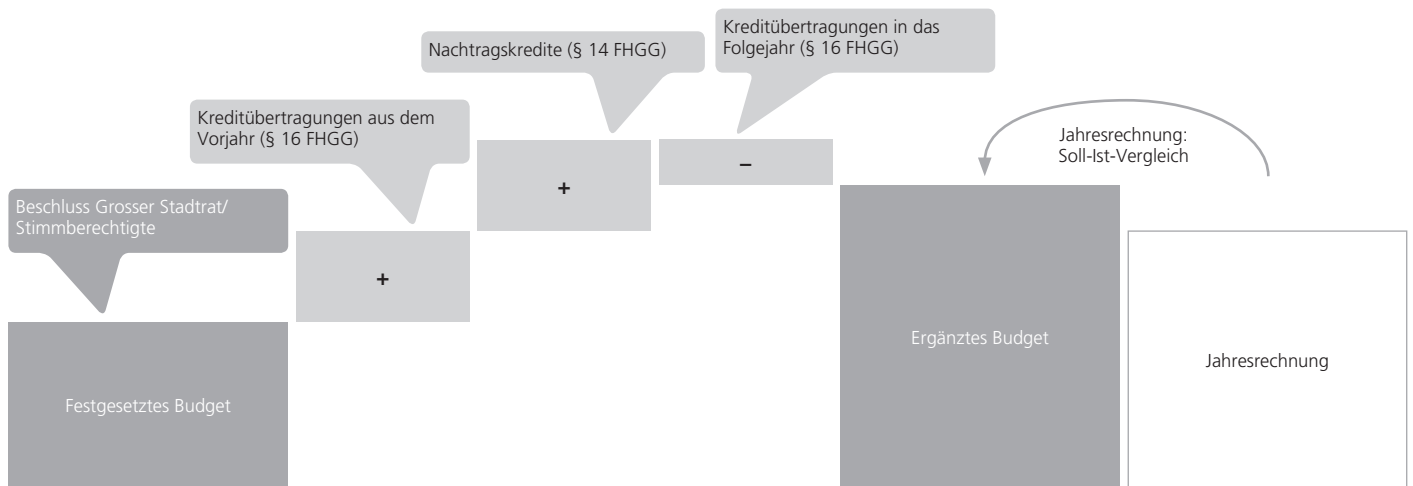 Beschluss Grosser Stadtrat/
Stimmberechtigte
Festgesetztes Budget
Kreditübertragungen aus dem
Vorjahr (§ 16 FHGG)
+
Nachtragskredite (§ 14 FHGG)
+
Kreditübertragungen in das
Folgejahr (§ 16 FHGG)
–
Ergänztes Budget
Jahresrechnung:
Soll-Ist-Vergleich
Jahresrechnung